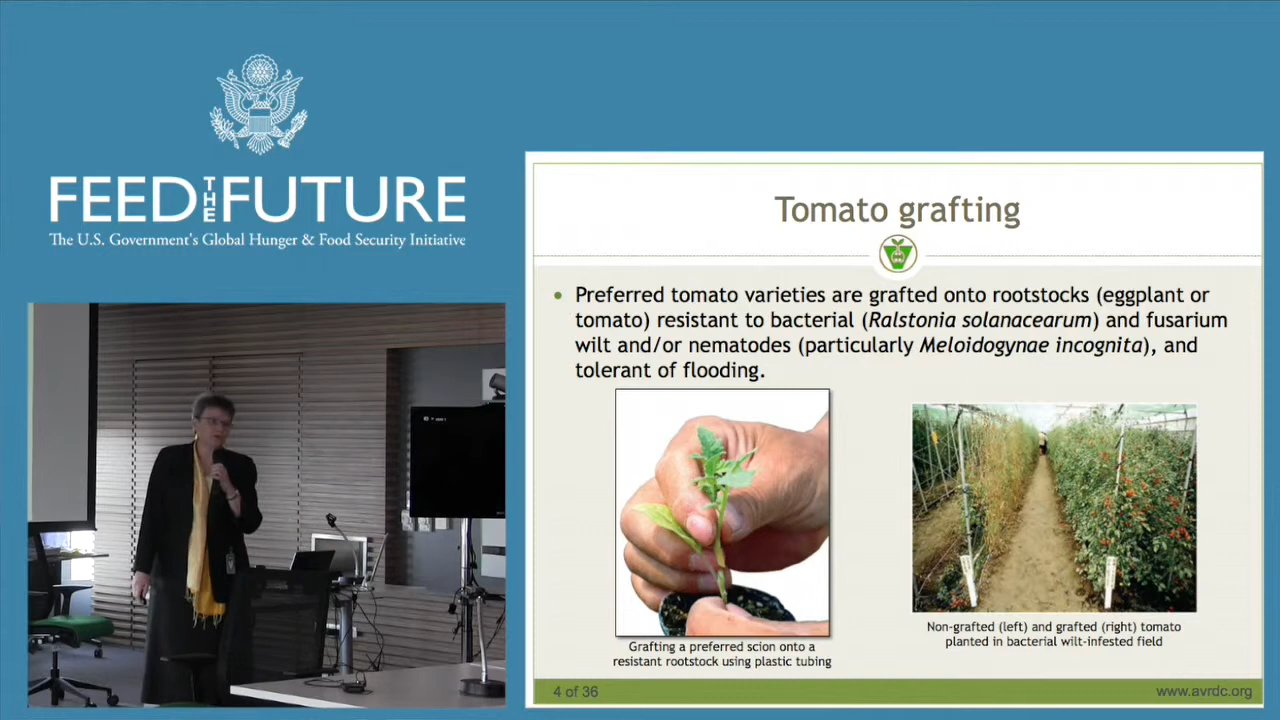 FEED THE FUTURE
The U.S. Government's Global Hunger & Food Security Initiative
Tomato grafting
• Preferred tomato varieties are grafted onto rootstocks (eggplant or
tomato) resistant to bacterial (Ralstonia solanacearum) and fusarium
wilt and/or nematodes (particularly Meloidogynae incognita), and
tolerant of flooding.
Grafting a preferred scion onto a
resistant rootstock using plastic tubing
Non-grafted (left) and grafted (right) tomato
planted in bacterial wilt-infested field
4 of 36
www.avrdc.org